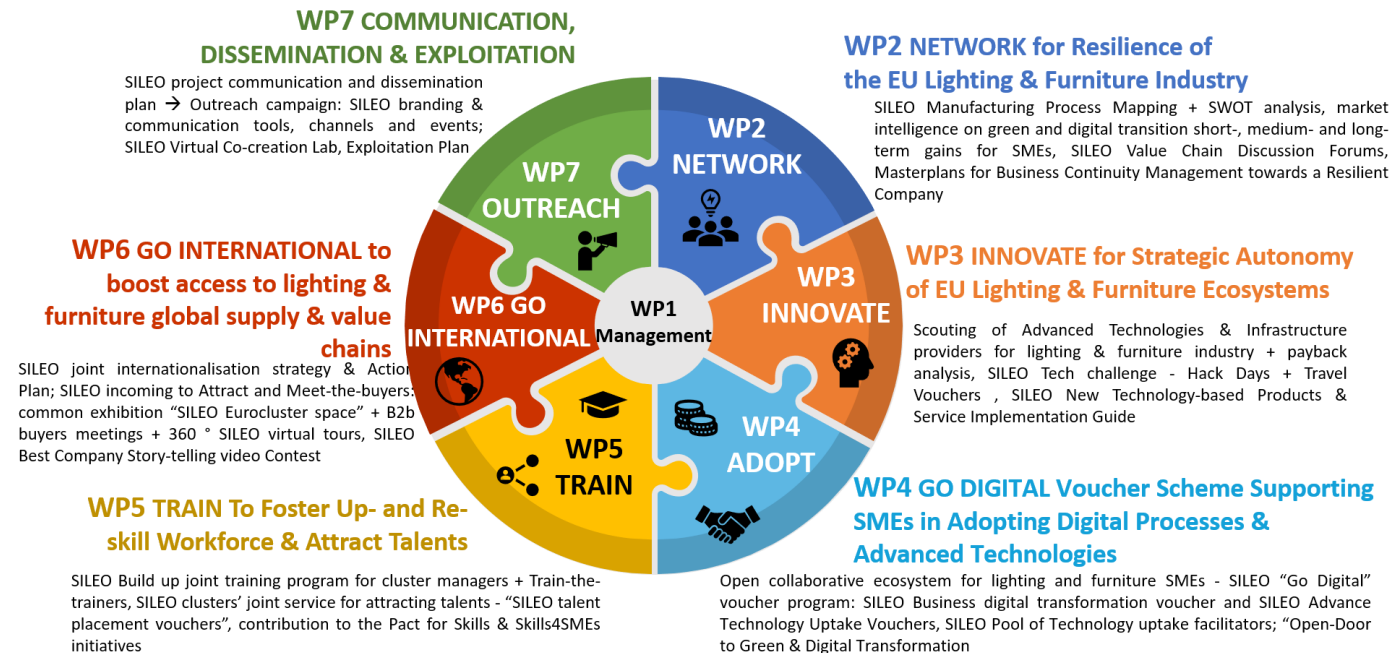 WP7 COMMUNICATION,
DISSEMINATION & EXPLOITATION
SILEO project communication and dissemination
plan → Outreach campaign: SILEO branding &
communication tools, channels and events;
SILEO Virtual Co-creation Lab, Exploitation Plan
WP2 NETWORK for Resilience of
the EU Lighting & Furniture Industry
SILEO Manufacturing Process Mapping + SWOT analysis, market
intelligence on green and digital transition short-, medium- and long-
term gains for SMEs, SILEO Value Chain Discussion Forums,
Masterplans for Business Continuity Management towards a Resilient
Company
WP6 GO INTERNATIONAL to
boost access to lighting &
furniture global supply & value
chains
SILEO joint internationalisation strategy & Action
Plan; SILEO incoming to Attract and Meet-the-buyers:
common exhibition “SILEO Eurocluster space” + B2b
buyers meetings + 360 ° SILEO virtual tours, SILEO
Best Company Story-telling video Contest
WP3 INNOVATE for Strategic Autonomy
of EU Lighting & Furniture Ecosystems
Scouting of Advanced Technologies & Infrastructure
providers for lighting & furniture industry + payback
analysis, SILEO Tech challenge - Hack Days + Travel
Vouchers , SILEO New Technology-based Products &
Service Implementation Guide
WP5 TRAIN To Foster Up- and Re-
skill Workforce & Attract Talents
SILEO Build up joint training program for cluster managers + Train-the-
trainers, SILEO clusters’ joint service for attracting talents - “SILEO talent
placement vouchers”, contribution to the Pact for Skills & Skills4SMEs
initiatives
WP4 GO DIGITAL Voucher Scheme Supporting
SMEs in Adopting Digital Processes &
Advanced Technologies
Open collaborative ecosystem for lighting and furniture SMEs - SILEO “Go Digital”
voucher program: SILEO Business digital transformation voucher and SILEO Advance
Technology Uptake Vouchers, SILEO Pool of Technology uptake facilitators; “Open-Door
to Green & Digital Transformation
WP7
OUTREACH
WP2
NETWORK
WP6 GO
INTERNATIONAL
WP1
Management
WP3
INNOVATE
WP5
TRAIN
WP4
ADOPT